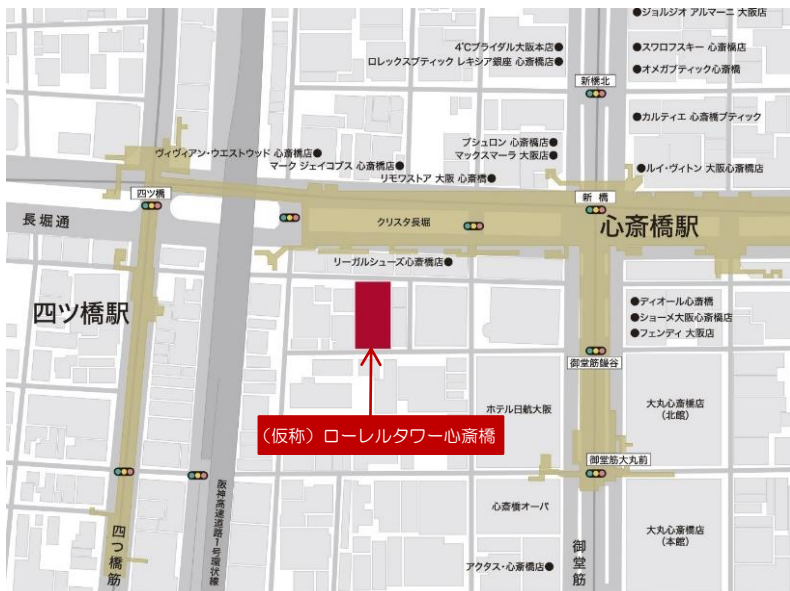 ●ジョルジオ アルマーニ 大阪店
4℃ブライダル大阪本店●
●スワロフスキー 心斎橋店
ロレックスブティック レキシア銀座 心斎橋店●
●オメガブティック心斎橋
新橋北
●カルティエ 心斎橋ブティック
ブシュロン 心斎橋店●
ヴィヴィアン・ウエストウッド 心斎橋店●
マックスマーラ 大阪店●
マーク ジェイコブス 心斎橋店●
●ルイ・ヴィトン 大阪心斎橋店
リモワストア 大阪 心斎橋●
四ツ橋
新 橋
長堀通
クリスタ長堀
心斎橋駅
リーガルシューズ心斎橋店●
四ツ橋駅
●ディオール心斎橋
●ショーメ大阪心斎橋店
●フェンディ 大阪店
御堂筋鰻谷
ホテル日航大阪
大丸心斎橋店
(北館)
(仮称)ローレルタワー心斎橋
御堂筋大丸前
阪神高速道路1号環状線
心斎橋オーパ
大丸心斎橋店
(本館)
四つ橋筋
御堂筋
アクタス・心斎橋店●